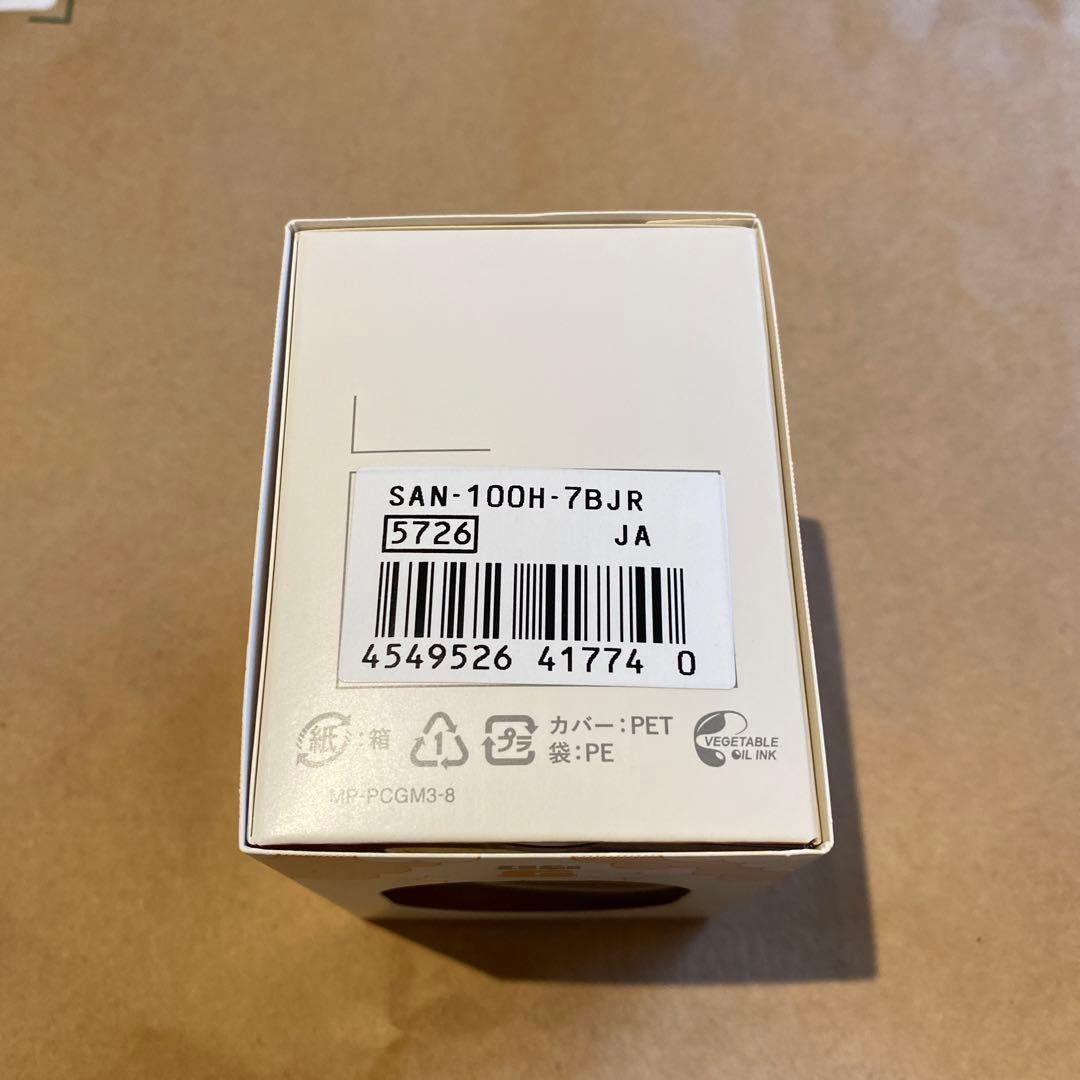 SAN-100H-7BJR
5726 JA
4549526 41774 0
紙:箱
1 プラ カバー:PET
袋:PE
VEGETABLE
OIL INK
MP-PCGM3-8